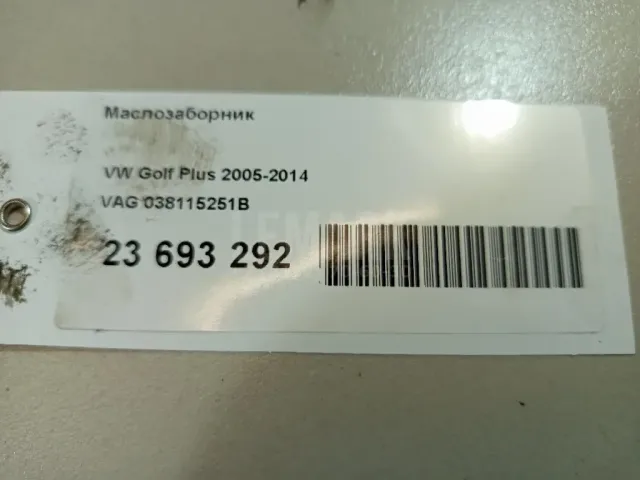 Маслозаборник
VW Golf Plus 2005-2014
VAG 038115251B
23 693 292